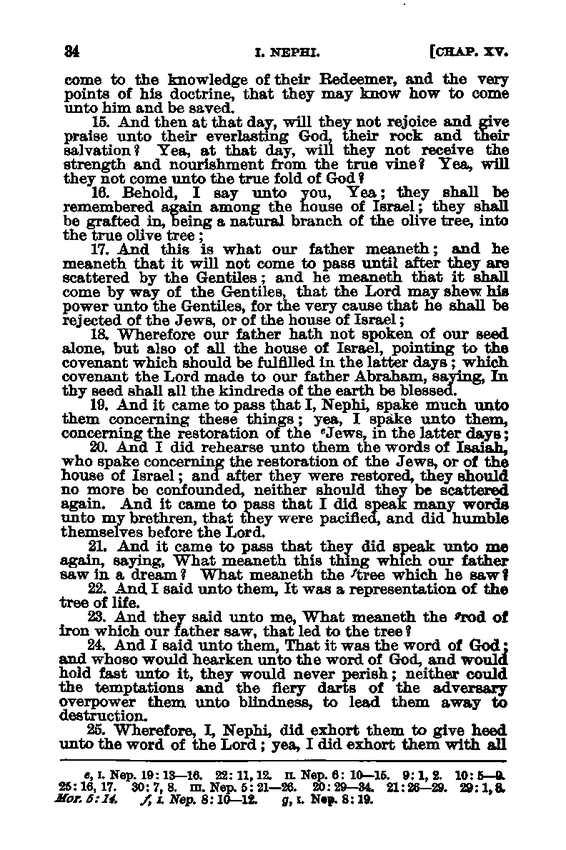 34 I. NEPHI. [CHAP. XV.
come to the knowledge of their Redeemer, and the very
points of his doctrine, that they may know how to come
unto him and be saved.
15. And then at that day, will they not rejoice and give
praise unto their everlasting God, their rock and their
salvation? Yea, at that day, will they not receive the
strength and nourishment from the true vine? Yea, will
they not come unto the true fold of God?
16. Behold, I say unto you, Yea; they shall be
remembered again among the house of Israel; they shall
be grafted in, being a natural branch of the olive tree, into
the true olive tree;
17. And this is what our father meaneth; and he
meaneth that it will not come to pass until after they are
scattered by the Gentiles; and he meaneth that it shall
come by way of the Gentiles, that the Lord may shew his
power unto the Gentiles, for the very cause that he shall be
rejected of the Jews, or of the house of Israel;
18. Wherefore our father hath not spoken of our seed
alone, but also of all the house of Israel, pointing to the
covenant which should be fulfilled in the latter days; which
covenant the Lord made to our father Abraham, saying, In
thy seed shall all the kindreds of the earth be blessed.
19. And it came to pass that I, Nephi, spake much unto
them concerning these things; yea, I spake unto them,
concerning the restoration of the eJews, in the latter days;
20. And I did rehearse unto them the words of Isaiah,
who spake concerning the restoration of the Jews, or of the
house of Israel; and after they were restored, they should
no more be confounded, neither should they be scattered
again. And it came to pass that I did speak many words
unto my brethren, that they were pacified, and did humble
themselves before the Lord.
21. And it came to pass that they did speak unto me
again, saying, What meaneth this thing which our father
saw in a dream? What meaneth the ftree which he saw?
22. And I said unto them, It was a representation of the
tree of life.
23. And they said unto me, What meaneth the grod of
iron which our father saw, that led to the tree?
24. And I said unto them, That it was the word of God;
and whoso would hearken unto the word of God, and would
hold fast unto it, they would never perish; neither could
the temptations and the fiery darts of the adversary
overpower them unto blindness, to lead them away to
destruction.
25. Wherefore, I, Nephi, did exhort them to give heed
unto the word of the Lord; yea, I did exhort them with all
e, I. Nep. 19: 13—16. 22: 11, 12. II. Nep. 6: 10—15. 9: 1, 2. 10: 5—9.
25: 16, 17. 30: 7, 8. III. Nep. 5: 21—26. 20: 29—34. 21: 26—29. 29: 1, 8.
Mor. 5: 14. f, I. Nep. 8: 10—12. g, I. Nep. 8: 19.